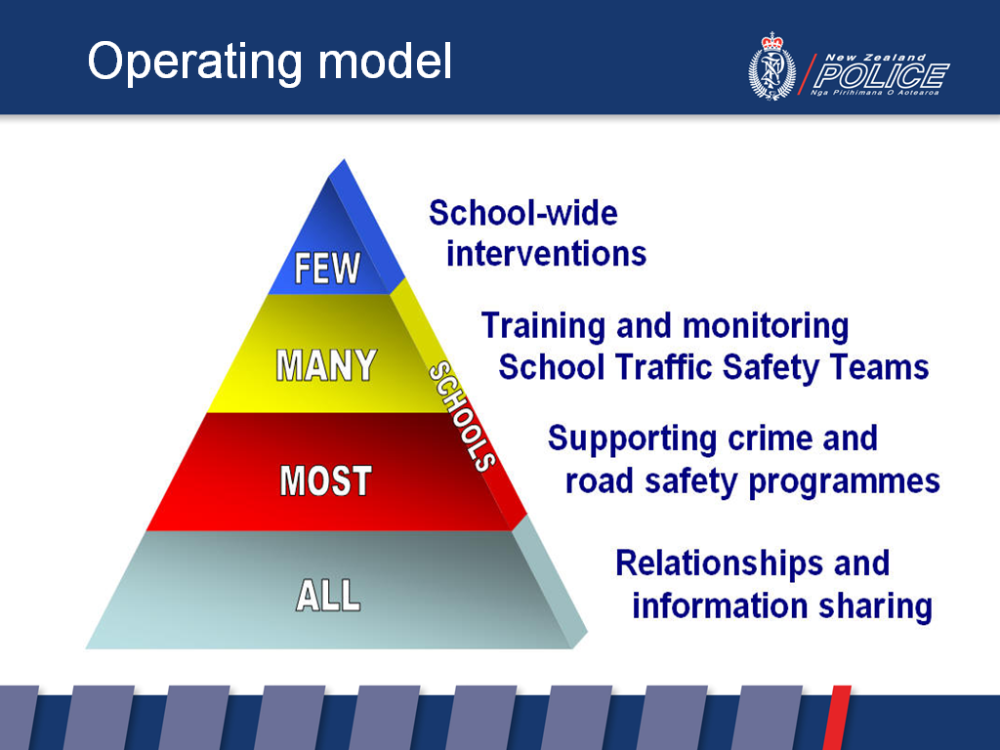 Operating model
New Zealand
POLICE
Nga Pirihimana O Aotearoa
FEW
School-wide
interventions
MANY
Training and monitoring
School Traffic Safety Teams
SCHOOLS
MOST
Supporting crime and
road safety programmes
ALL
Relationships and
information sharing